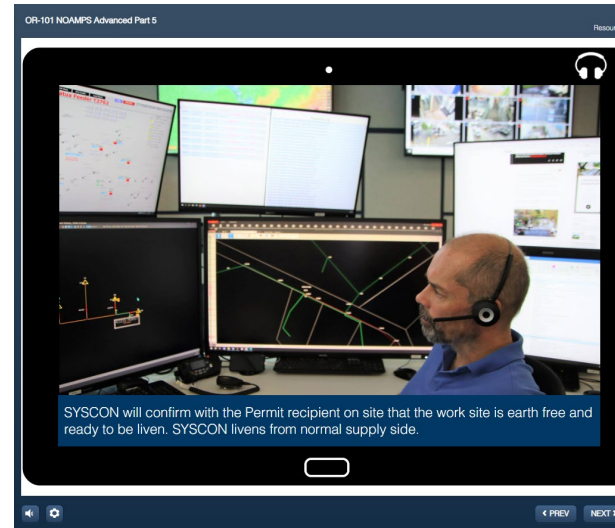 OR-101 NOAMPS Advanced Part 5
Resour
SYSCON will confirm with the Permit recipient on site that the work site is earth free and
ready to be liven. SYSCON livens from normal supply side.
PREV
NEXT